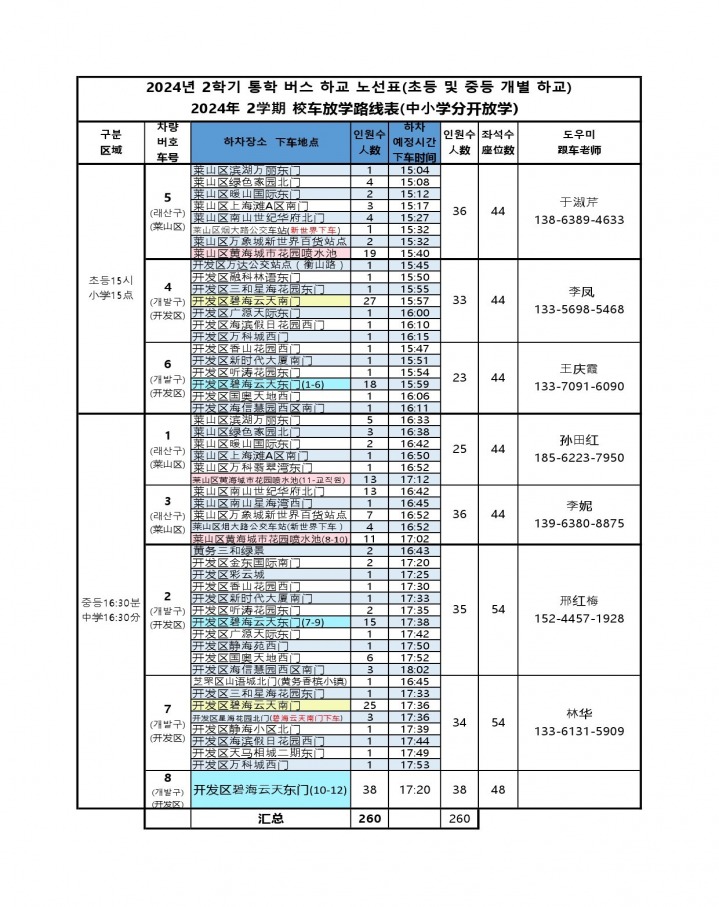 2024년 2학기 통학 버스 하교 노선표(초등 및 중등 개별 하교)
2024年 2学期 校车放学路线表(中小学分开放学)
구분 区域 차량 버호 车号 하차장소 下车地点 인원수 人数 하차 예정시간 下车时间 인원수 人数 좌석수 座位数 도우미 跟车老师
초등15시 小学15点
5 (래산구) (莱山区) 36 44 于淑芹 138-6389-4633
莱山区滨湖万丽东门 1 15:04
莱山区绿色家园北门 4 15:08
莱山区暖山国际东门 2 15:12
莱山区上海滩A区南门 3 15:17
莱山区南山世纪华府北门 4 15:27
莱山区烟大路公交车站(新世界下车) 1 15:32
莱山区万象城新世界百货站点 2 15:32
莱山区黄海城市花园喷水池 19 15:40
4 (개발구) (开发区) 33 44 李凤 133-5698-5468
开发区万达公交站点（衡山路） 1 15:45
开发区融科林语东门 1 15:50
开发区三和星海花园东门 1 15:55
开发区碧海云天南门 27 15:57
开发区广源天际东门 1 16:00
开发区海滨假日花园西门 1 16:10
开发区万科城西门 1 16:15
6 (개발구) (开发区) 23 44 王庆霞 133-7091-6090
开发区香山花园西门 1 15:47
开发区新时代大厦南门 1 15:51
开发区听涛花园东门 1 15:54
开发区碧海云天东门(1-6) 18 15:59
开发区国奥天地西门 1 16:06
开发区海信慧园西区南门 1 16:11
중등16:30분 中学16:30分
1 (래산구) (莱山区) 25 44 孙田红 185-6223-7950
莱山区滨湖万丽东门 5 16:33
莱山区绿色家园北门 3 16:38
莱山区暖山国际东门 2 16:42
莱山区上海滩A区南门 1 16:50
莱山区万科翡翠湾东门 1 16:52
莱山区黄海城市花园喷水池(11-교직원) 13 17:12
3 (래산구) (莱山区) 36 44 李妮 139-6380-8875
莱山区南山世纪华府北门 13 16:42
莱山区南山星海湾西门 1 16:45
莱山区万象城新世界百货站点 7 16:52
莱山区烟大路公交车站(新世界下车） 4 16:52
莱山区黄海城市花园喷水池(8-10) 11 17:02
2 (개발구) (开发区) 35 54 邢红梅 152-4457-1928
黄务三和绿景 2 16:43
开发区金东国际南门 2 17:20
开发区彩云城 1 17:25
开发区香山花园西门 1 17:30
开发区新时代大厦南门 1 17:33
开发区听涛花园东门 2 17:35
开发区碧海云天东门(7-9) 15 17:38
开发区广源天际东门 1 17:42
开发区静海苑西门 1 17:50
开发区国奥天地西门 6 17:52
开发区海信慧园西区南门 3 18:02
7 (개발구) (开发区) 34 54 林华 133-6131-5909
芝罘区山语城北门(黄务香槟小镇) 1 16:45
开发区三和星海花园东门 1 17:33
开发区碧海云天南门 25 17:36
开发区星海花园北门(碧海云天南门下车) 3 17:36
开发区静海小区北门 1 17:39
开发区海滨假日花园西门 1 17:44
开发区天马相城二期东门 1 17:49
开发区万科城西门 1 17:53
8 (개발구) (开发区) 开发区碧海云天东门(10-12) 38 17:20 38 48
汇总 260 260